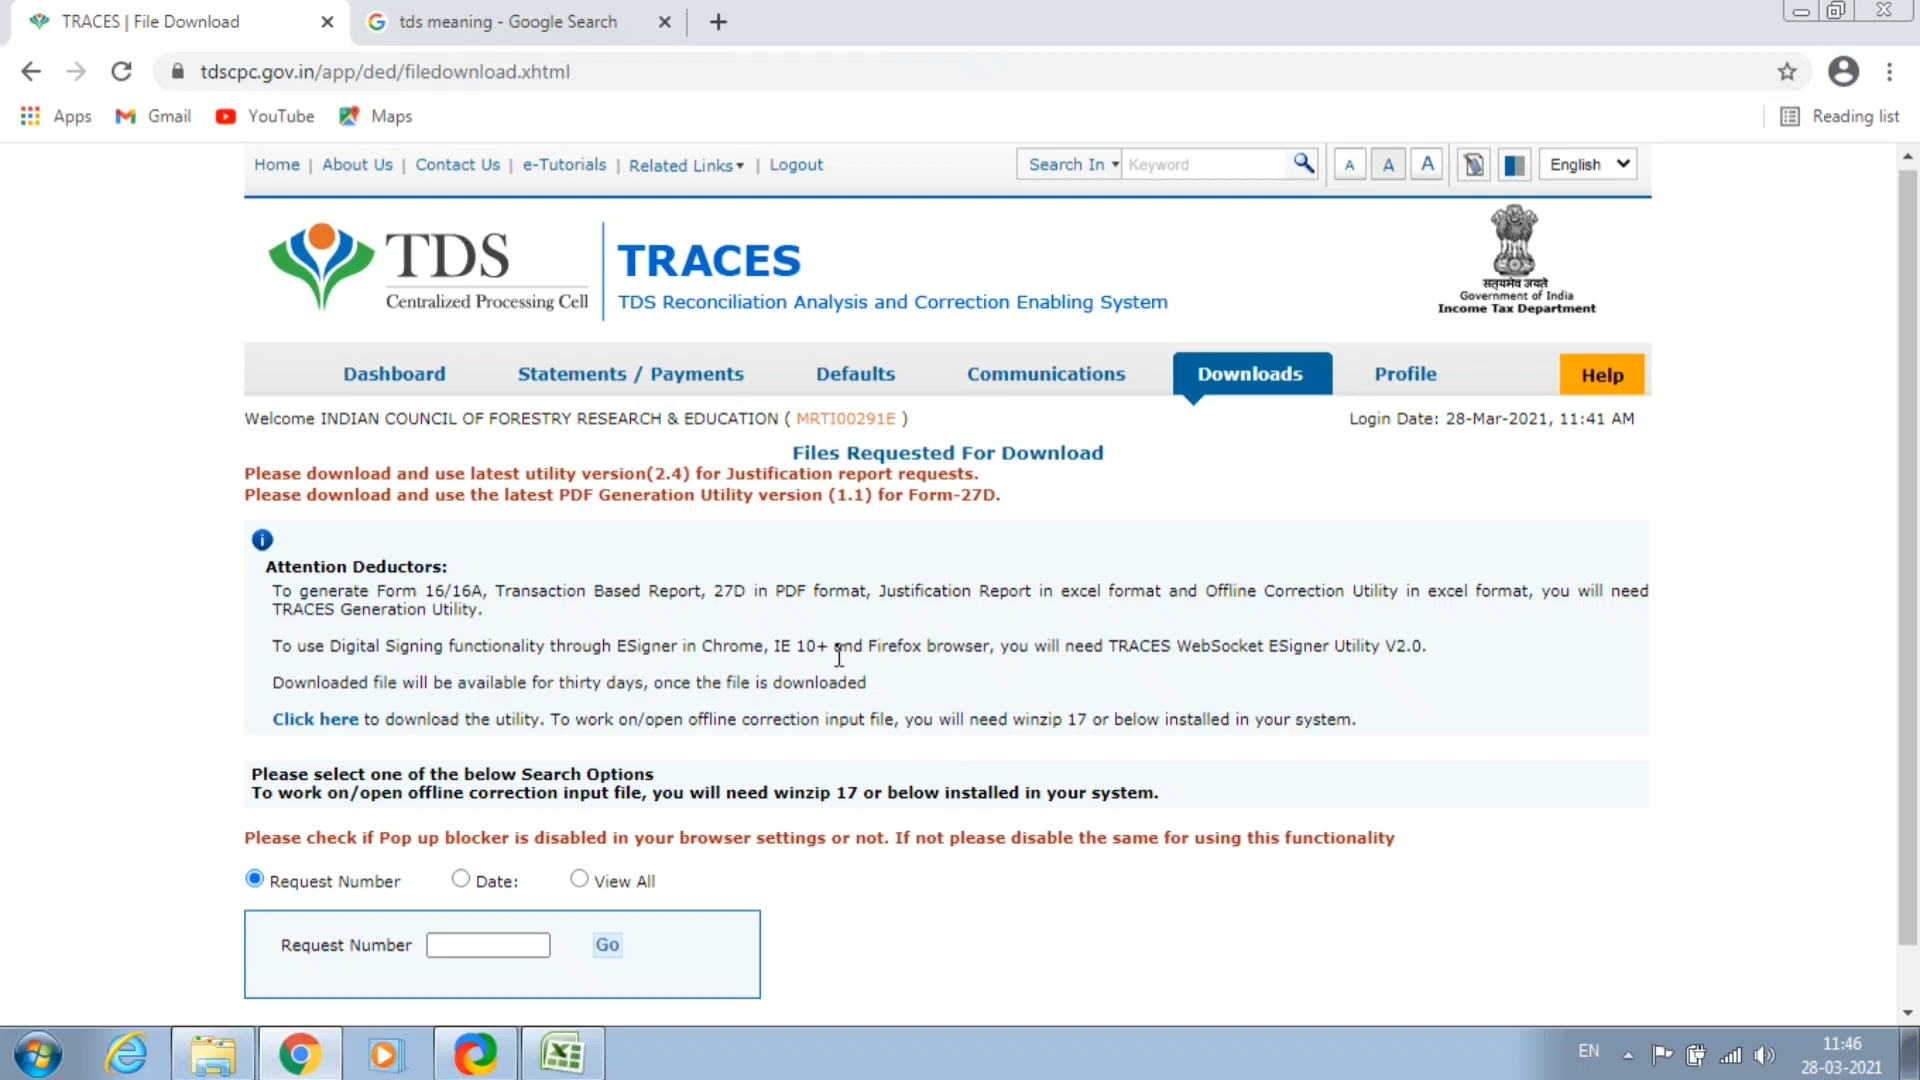 TRACES | File Download
tds meaning - Google Search
tdscpc.gov.in/app/ded/filedownload.xhtml
Apps Gmail YouTube Maps Reading list
Home | About Us | Contact Us | e-Tutorials | Related Links | Logout
Search In Keyword A A A English
TDS
Centralized Processing Cell
TRACES
TDS Reconciliation Analysis and Correction Enabling System
सत्यमेव जयते
Government of India
Income Tax Department
Dashboard Statements / Payments Defaults Communications Downloads Profile Help
Welcome INDIAN COUNCIL OF FORESTRY RESEARCH & EDUCATION ( MRTI00291E ) Login Date: 28-Mar-2021, 11:41 AM
Files Requested For Download
Please download and use latest utility version(2.4) for Justification report requests.
Please download and use the latest PDF Generation Utility version (1.1) for Form-27D.
i
Attention Deductors:
To generate Form 16/16A, Transaction Based Report, 27D in PDF format, Justification Report in excel format and Offline Correction Utility in excel format, you will need
TRACES Generation Utility.
To use Digital Signing functionality through ESigner in Chrome, IE 10+ and Firefox browser, you will need TRACES WebSocket ESigner Utility V2.0.
Downloaded file will be available for thirty days, once the file is downloaded
Click here to download the utility. To work on/open offline correction input file, you will need winzip 17 or below installed in your system.
Please select one of the below Search Options
To work on/open offline correction input file, you will need winzip 17 or below installed in your system.
Please check if Pop up blocker is disabled in your browser settings or not. If not please disable the same for using this functionality
Request Number Date: View All
Request Number Go
EN
11:46
28-03-2021